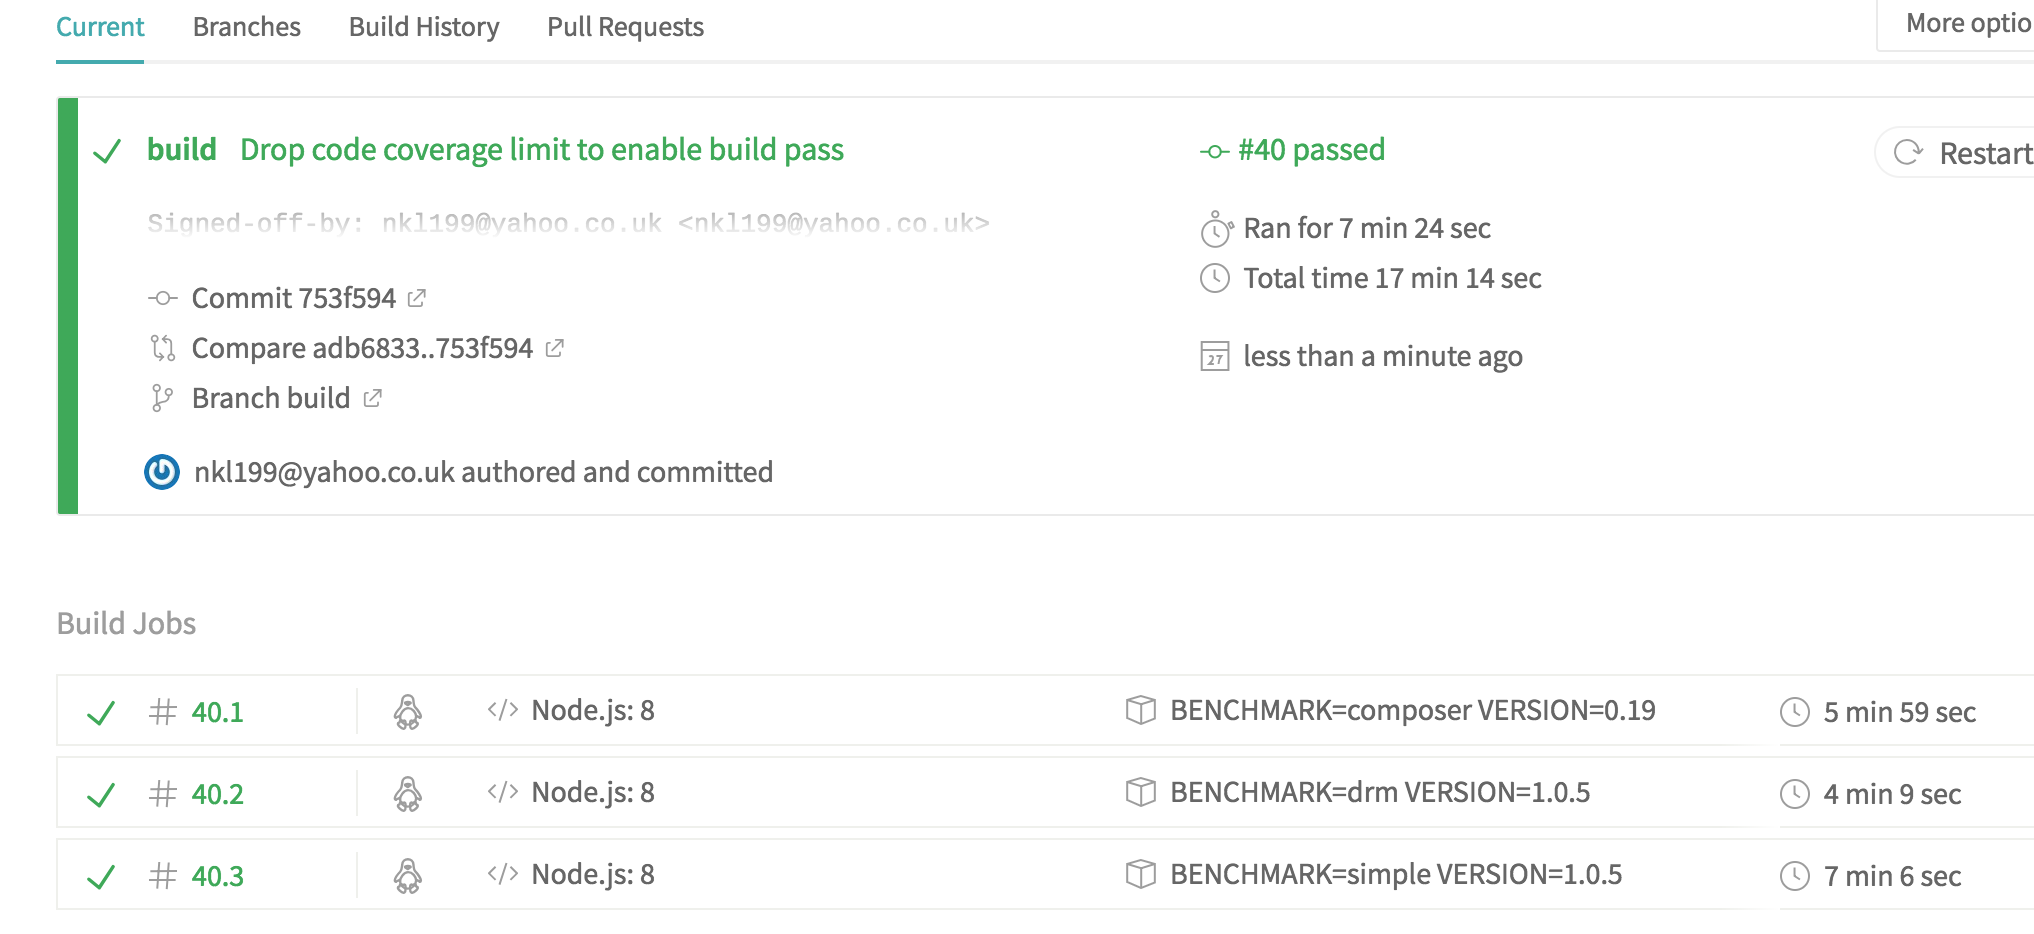 Current Branches Build History Pull Requests More optio
build Drop code coverage limit to enable build pass #40 passed Restart
Signed-off-by: nkl199@yahoo.co.uk <nkl199@yahoo.co.uk> Ran for 7 min 24 sec
Total time 17 min 14 sec
Commit 753f594
Compare adb6833..753f594 27 less than a minute ago
Branch build
nkl199@yahoo.co.uk authored and committed
Build Jobs
# 40.1 </> Node.js: 8 BENCHMARK=composer VERSION=0.19 5 min 59 sec
# 40.2 </> Node.js: 8 BENCHMARK=drm VERSION=1.0.5 4 min 9 sec
# 40.3 </> Node.js: 8 BENCHMARK=simple VERSION=1.0.5 7 min 6 sec